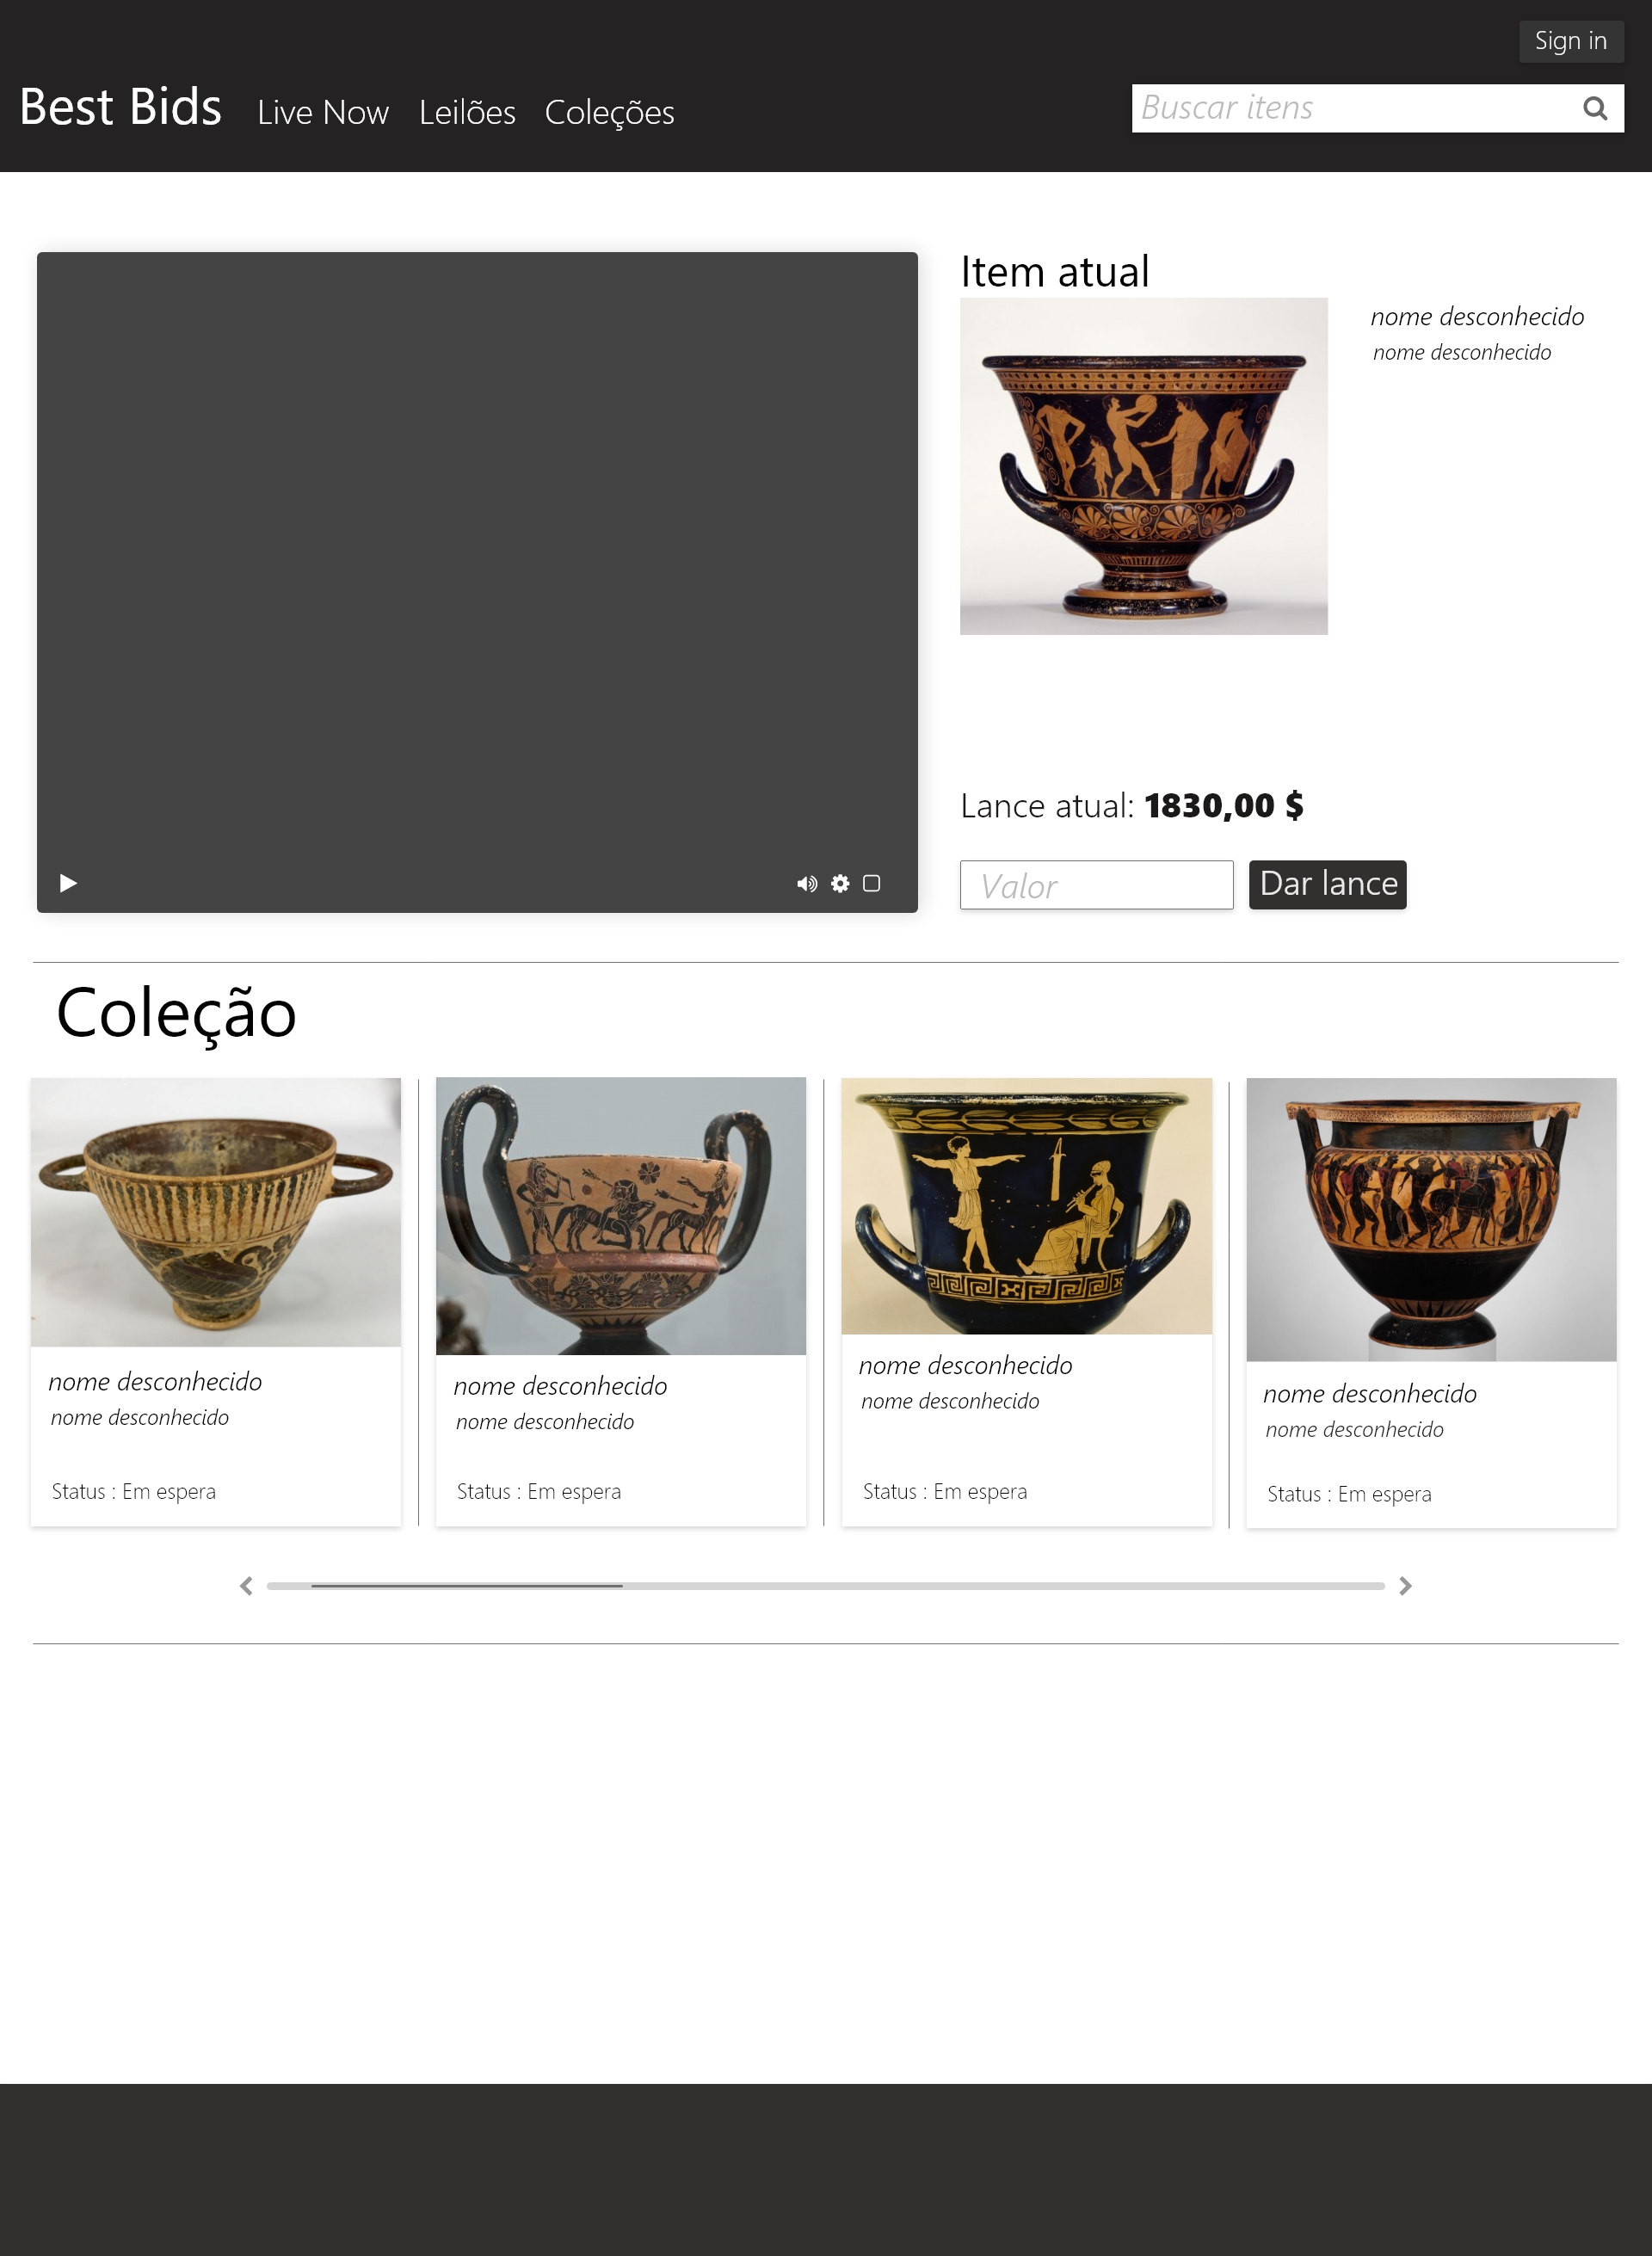 Sign in
Best Bids Live Now Leilões Coleções
Buscar itens
Item atual
nome desconhecido
nome desconhecido
Lance atual: 1830,00 $
Valor
Dar lance
Coleção
nome desconhecido
nome desconhecido
Status : Em espera
nome desconhecido
nome desconhecido
Status : Em espera
nome desconhecido
nome desconhecido
Status : Em espera
nome desconhecido
nome desconhecido
Status : Em espera